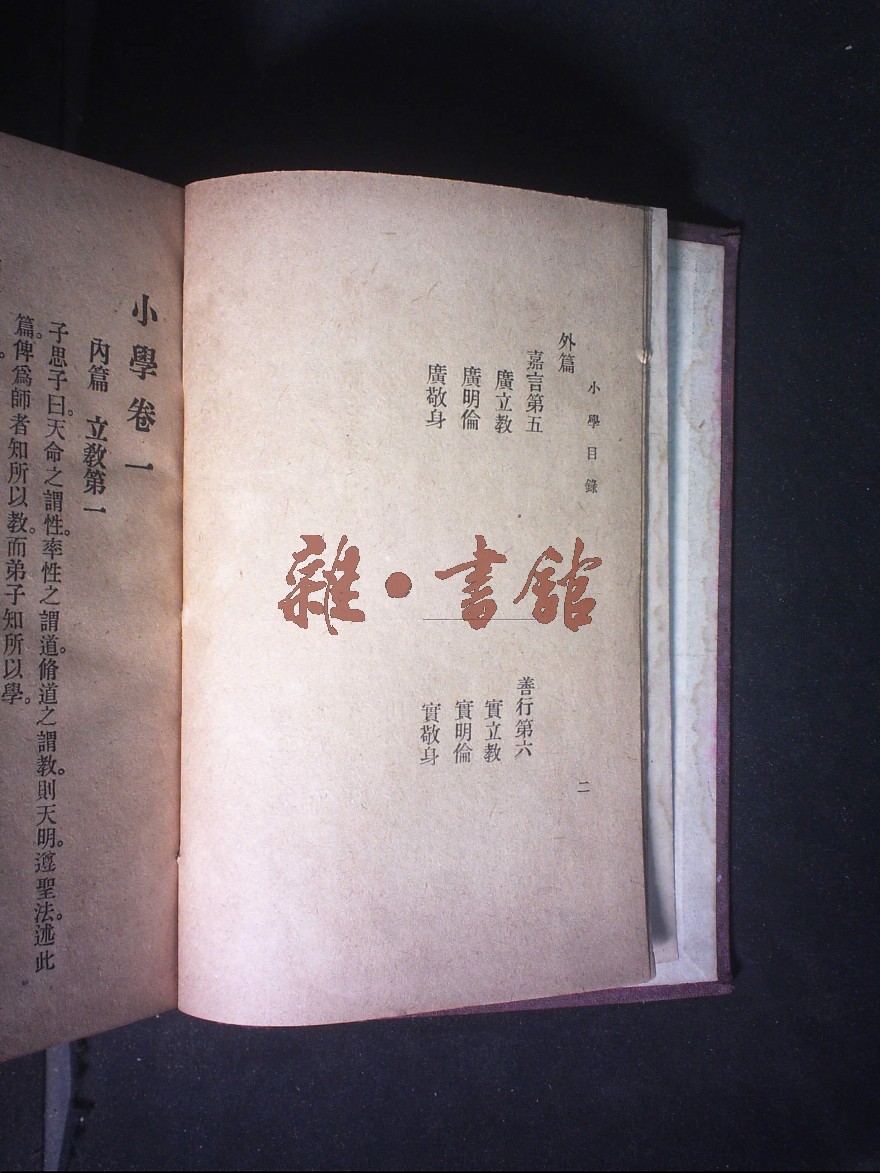 小學目錄
二
外篇
嘉言第五
廣立教
廣明倫
廣敬身
善行第六
實立教
實明倫
實敬身
雜·書館
小學卷一
內篇 立教第一
子思子曰。天命之謂性。率性之謂道。脩道之謂教。則天明。遵聖法。述此
篇。俾爲師者知所以教。而弟子知所以學。